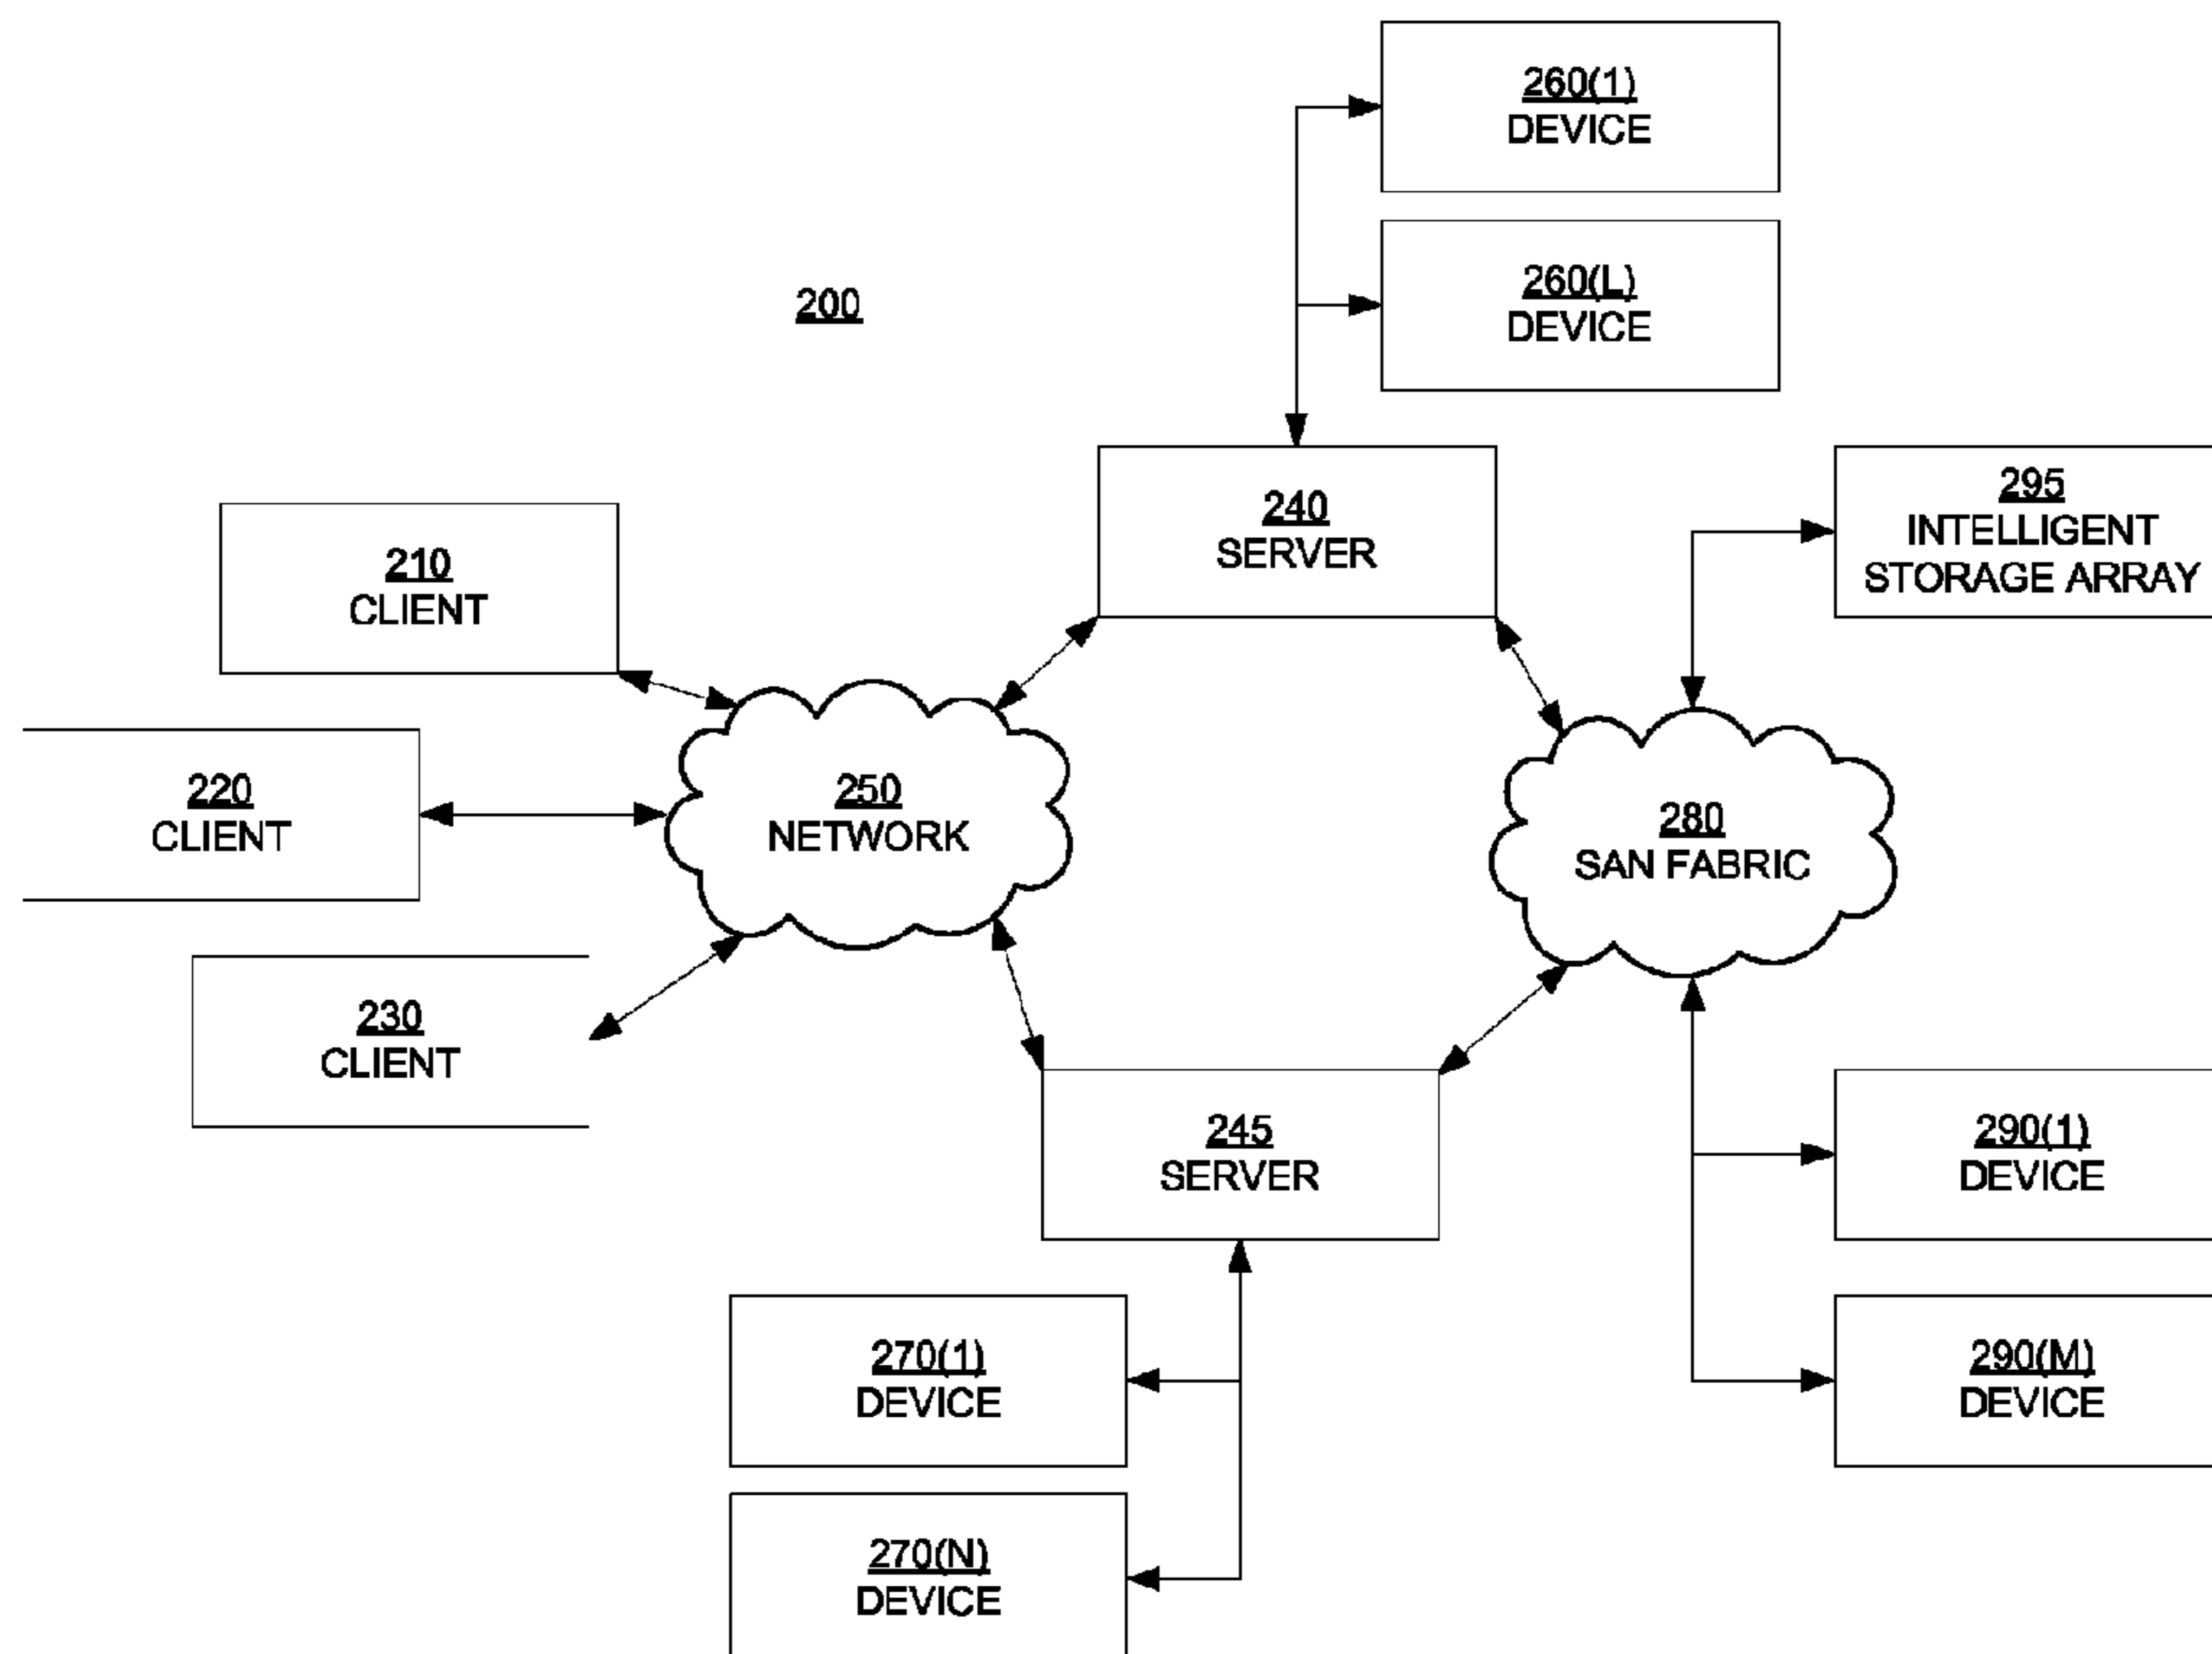 260(1)
DEVICE
260(L)
DEVICE
200
240
SERVER
295
INTELLIGENT
STORAGE ARRAY
210
CLIENT
220
CLIENT
250
NETWORK
280
SAN FABRIC
230
CLIENT
245
SERVER
290(1)
DEVICE
270(1)
DEVICE
290(M)
DEVICE
270(N)
DEVICE